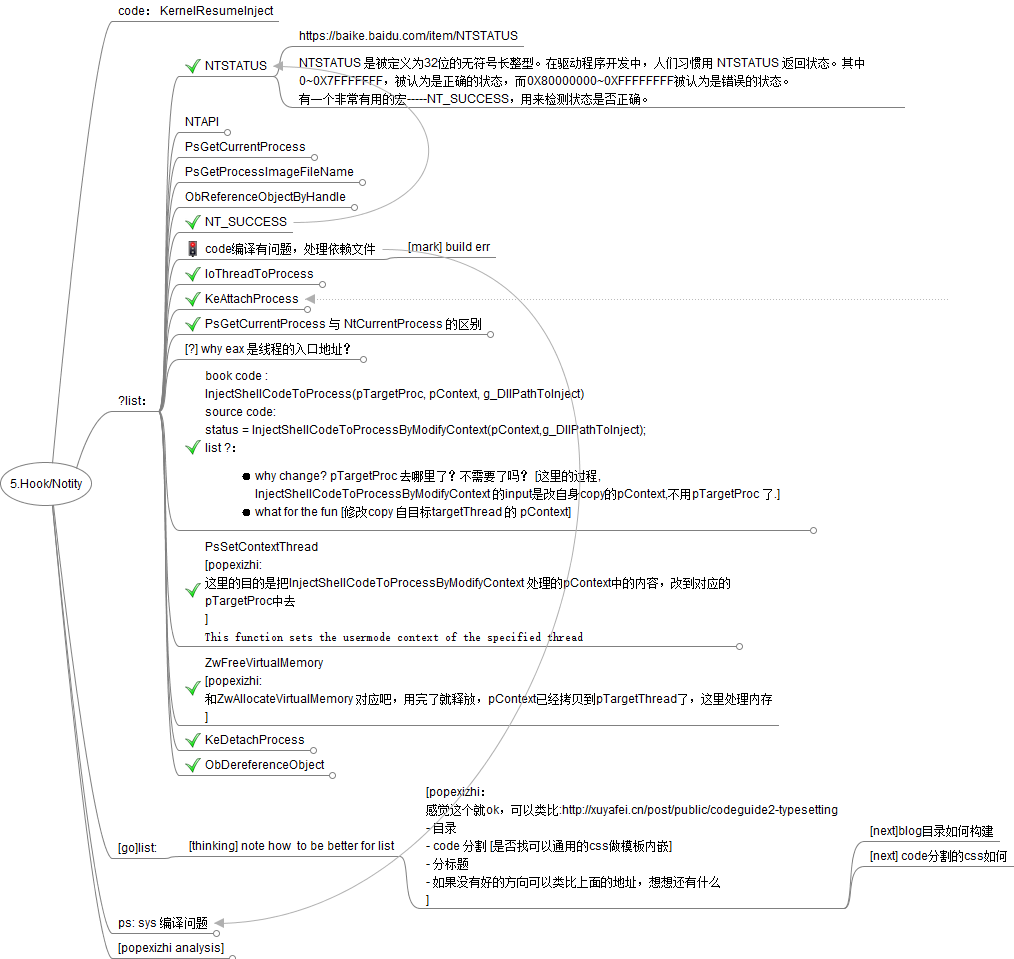 code： KernelResumeInject
https://baike.baidu.com/item/NTSTATUS
NTSTATUS
NTSTATUS 是被定义为32位的无符号长整型。在驱动程序开发中，人们习惯用 NTSTATUS 返回状态。其中
0~0X7FFFFFFF，被认为是正确的状态，而0X80000000~0XFFFFFFFF被认为是错误的状态。
有一个非常有用的宏-----NT_SUCCESS，用来检测状态是否正确。
NTAPI
PsGetCurrentProcess
PsGetProcessImageFileName
ObReferenceObjectByHandle
NT_SUCCESS
code编译有问题，处理依赖文件
[mark] build err
IoThreadToProcess
KeAttachProcess
PsGetCurrentProcess 与 NtCurrentProcess 的区别
[?] why eax 是线程的入口地址？
?list：
book code :
InjectShellCodeToProcess(pTargetProc, pContext, g_DllPathToInject)
source code:
status = InjectShellCodeToProcessByModifyContext(pContext,g_DllPathToInject);
list ?：
● why change? pTargetProc 去哪里了？不需要了吗？ [这里的过程,
InjectShellCodeToProcessByModifyContext 的input是改自身copy的pContext,不用pTargetProc 了.]
● what for the fun [修改copy 自目标targetThread 的 pContext]
5.Hook/Notity
PsSetContextThread
[popexizhi:
这里的目的是把InjectShellCodeToProcessByModifyContext 处理的pContext中的内容，改到对应的
pTargetProc中去
]
This function sets the usermode context of the specified thread
ZwFreeVirtualMemory
[popexizhi:
和ZwAllocateVirtualMemory 对应吧，用完了就释放，pContext已经拷贝到pTargetThread了，这里处理内存
]
KeDetachProcess
ObDereferenceObject
[go]list:
[thinking] note how  to be better for list
[popexizhi：
感觉这个就ok，可以类比:http://xuyafei.cn/post/public/codeguide2-typesetting
- 目录
- code 分割 [是否找可以通用的css做模板内嵌]
- 分标题
- 如果没有好的方向可以类比上面的地址，想想还有什么
]
[next]blog目录如何构建
[next] code分割的css如何
ps: sys 编译问题
[popexizhi analysis]